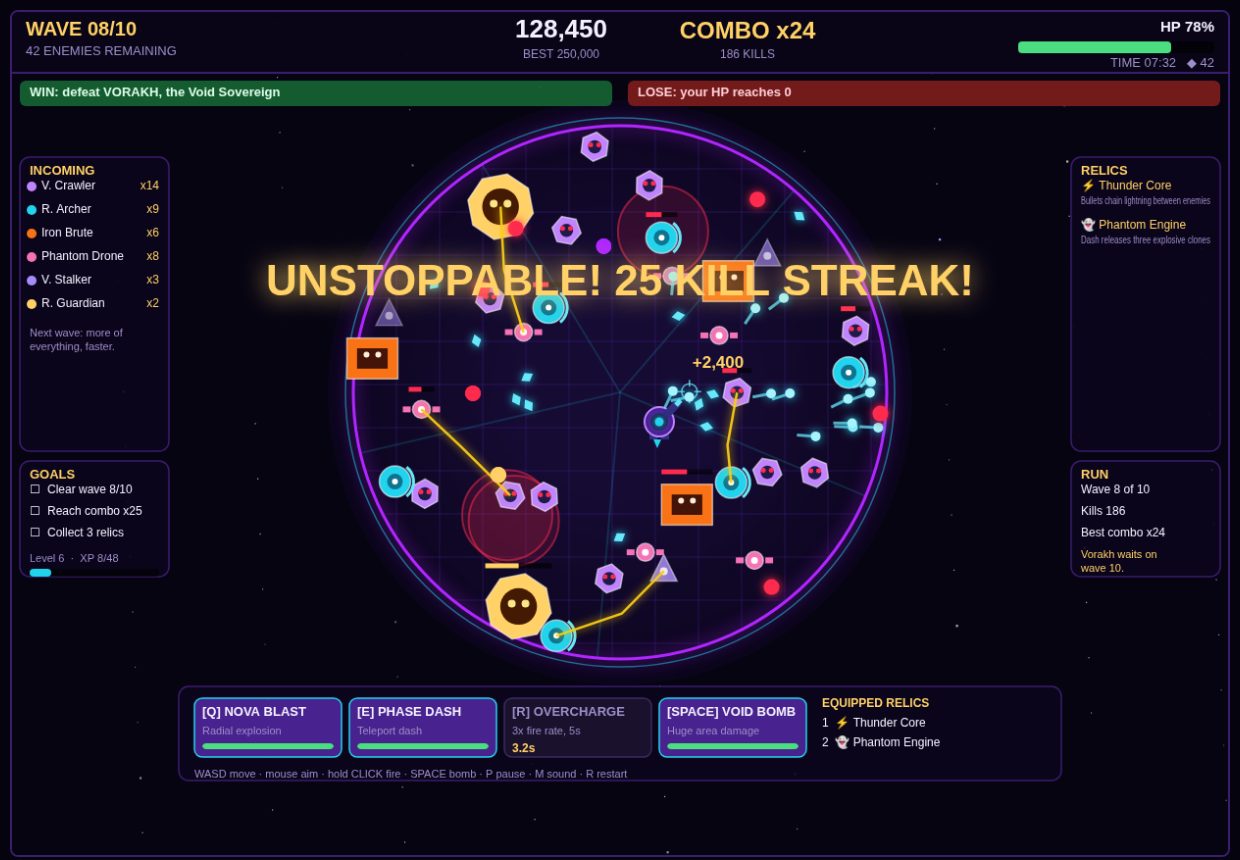 WAVE 08/10
42 ENEMIES REMAINING
128,450
BEST 250,000
COMBO x24
186 KILLS
HP 78%
TIME 07:32 ◆ 42
WIN: defeat VORAKH, the Void Sovereign
LOSE: your HP reaches 0
INCOMING
V. Crawler x14
R. Archer x9
Iron Brute x6
Phantom Drone x8
V. Stalker x3
R. Guardian x2
Next wave: more of
everything, faster.
GOALS
☐ Clear wave 8/10
☐ Reach combo x25
☐ Collect 3 relics
Level 6 · XP 8/48
UNSTOPPABLE! 25 KILL STREAK!
+2,400
RELICS
⚡ Thunder Core
Bullets chain lightning between enemies
👻 Phantom Engine
Dash releases three explosive clones
RUN
Wave 8 of 10
Kills 186
Best combo x24
Vorakh waits on
wave 10.
[Q] NOVA BLAST
Radial explosion
[E] PHASE DASH
Teleport dash
[R] OVERCHARGE
3x fire rate, 5s
3.2s
[SPACE] VOID BOMB
Huge area damage
EQUIPPED RELICS
1 ⚡ Thunder Core
2 👻 Phantom Engine
WASD move · mouse aim · hold CLICK fire · SPACE bomb · P pause · M sound · R restart